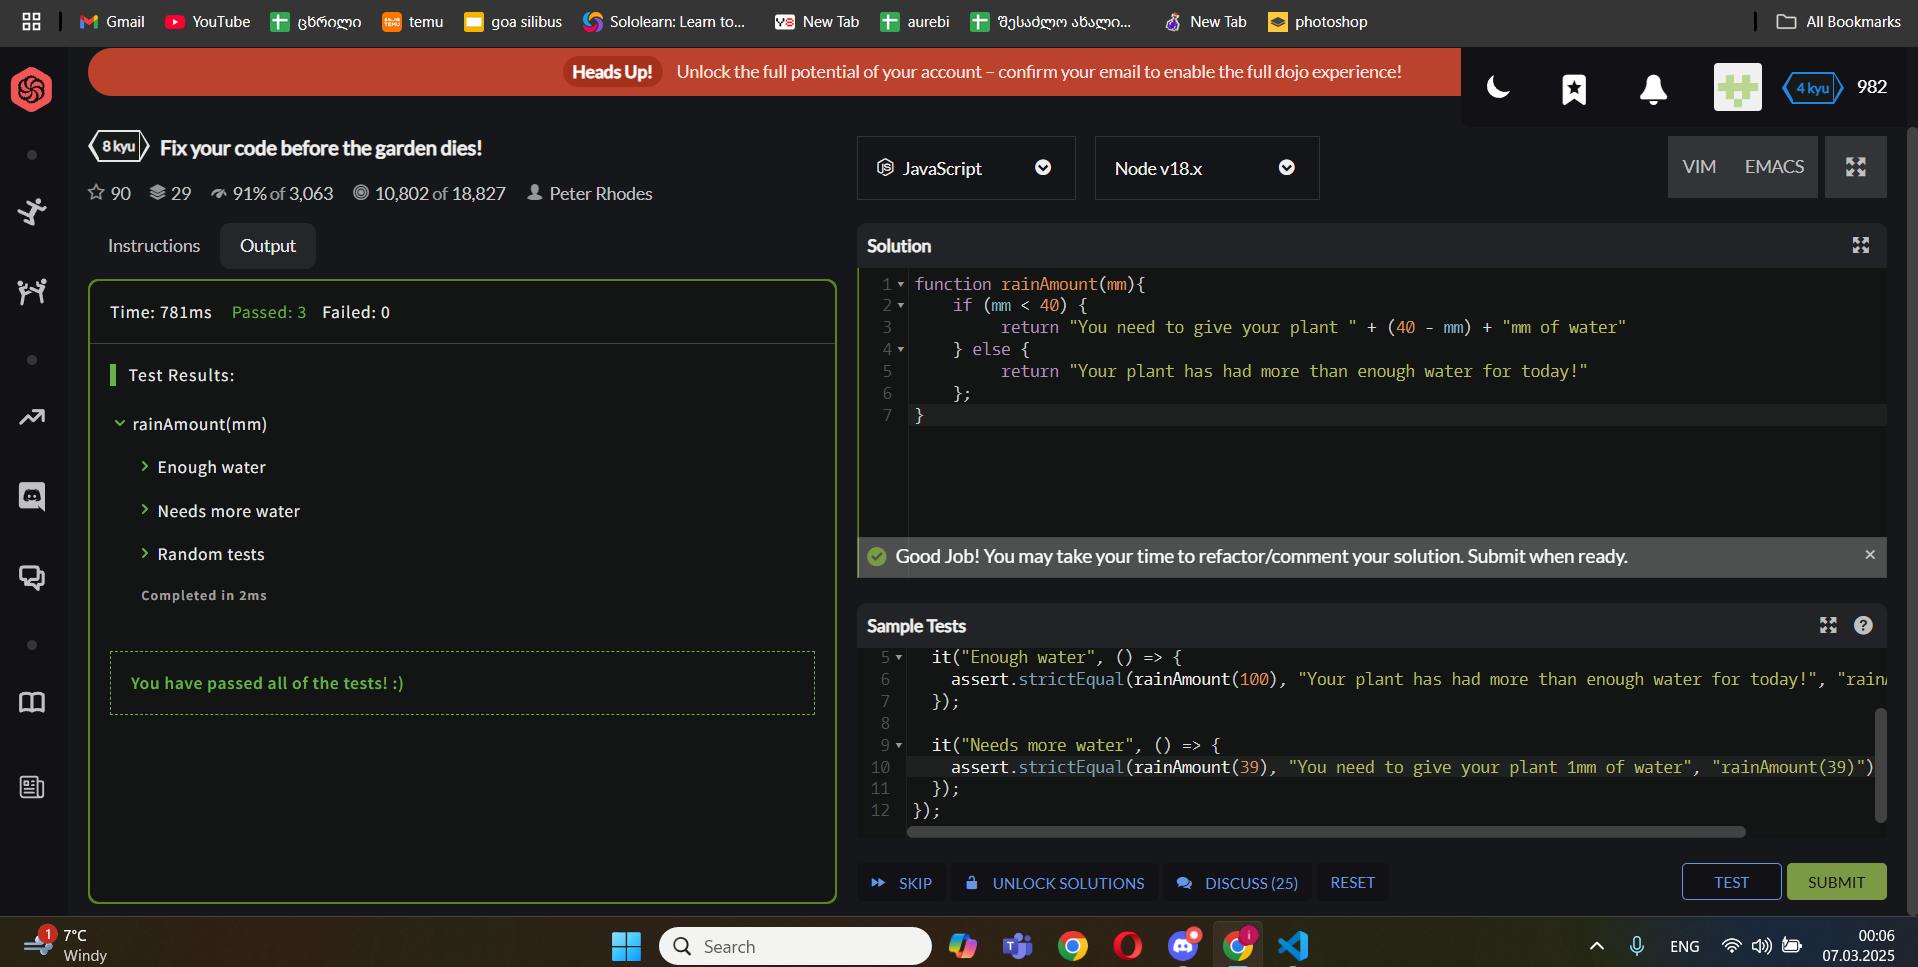 Gmail
YouTube
ცხრილი
temu
goa silibus
Sololearn: Learn to...
New Tab
aurebi
შესაძლო ახალი...
New Tab
photoshop
All Bookmarks
Heads Up! Unlock the full potential of your account – confirm your email to enable the full dojo experience!
4 kyu
982
8 kyu
Fix your code before the garden dies!
90
29
91% of 3,063
10,802 of 18,827
Peter Rhodes
JavaScript
Node v18.x
VIM
EMACS
Instructions
Output
Time: 781ms Passed: 3 Failed: 0
Test Results:
rainAmount(mm)
Enough water
Needs more water
Random tests
Completed in 2ms
You have passed all of the tests! :)
Solution
1 function rainAmount(mm){
2 if (mm < 40) {
3 return "You need to give your plant " + (40 - mm) + "mm of water"
4 } else {
5 return "Your plant has had more than enough water for today!"
6 };
7 }
Good Job! You may take your time to refactor/comment your solution. Submit when ready.
Sample Tests
5 it("Enough water", () => {
6 assert.strictEqual(rainAmount(100), "Your plant has had more than enough water for today!", "rain
7 });
8
9 it("Needs more water", () => {
10 assert.strictEqual(rainAmount(39), "You need to give your plant 1mm of water", "rainAmount(39)")
11 });
12 });
SKIP
UNLOCK SOLUTIONS
DISCUSS (25)
RESET
TEST
SUBMIT
1
7°C
Windy
Search
ENG
00:06
07.03.2025